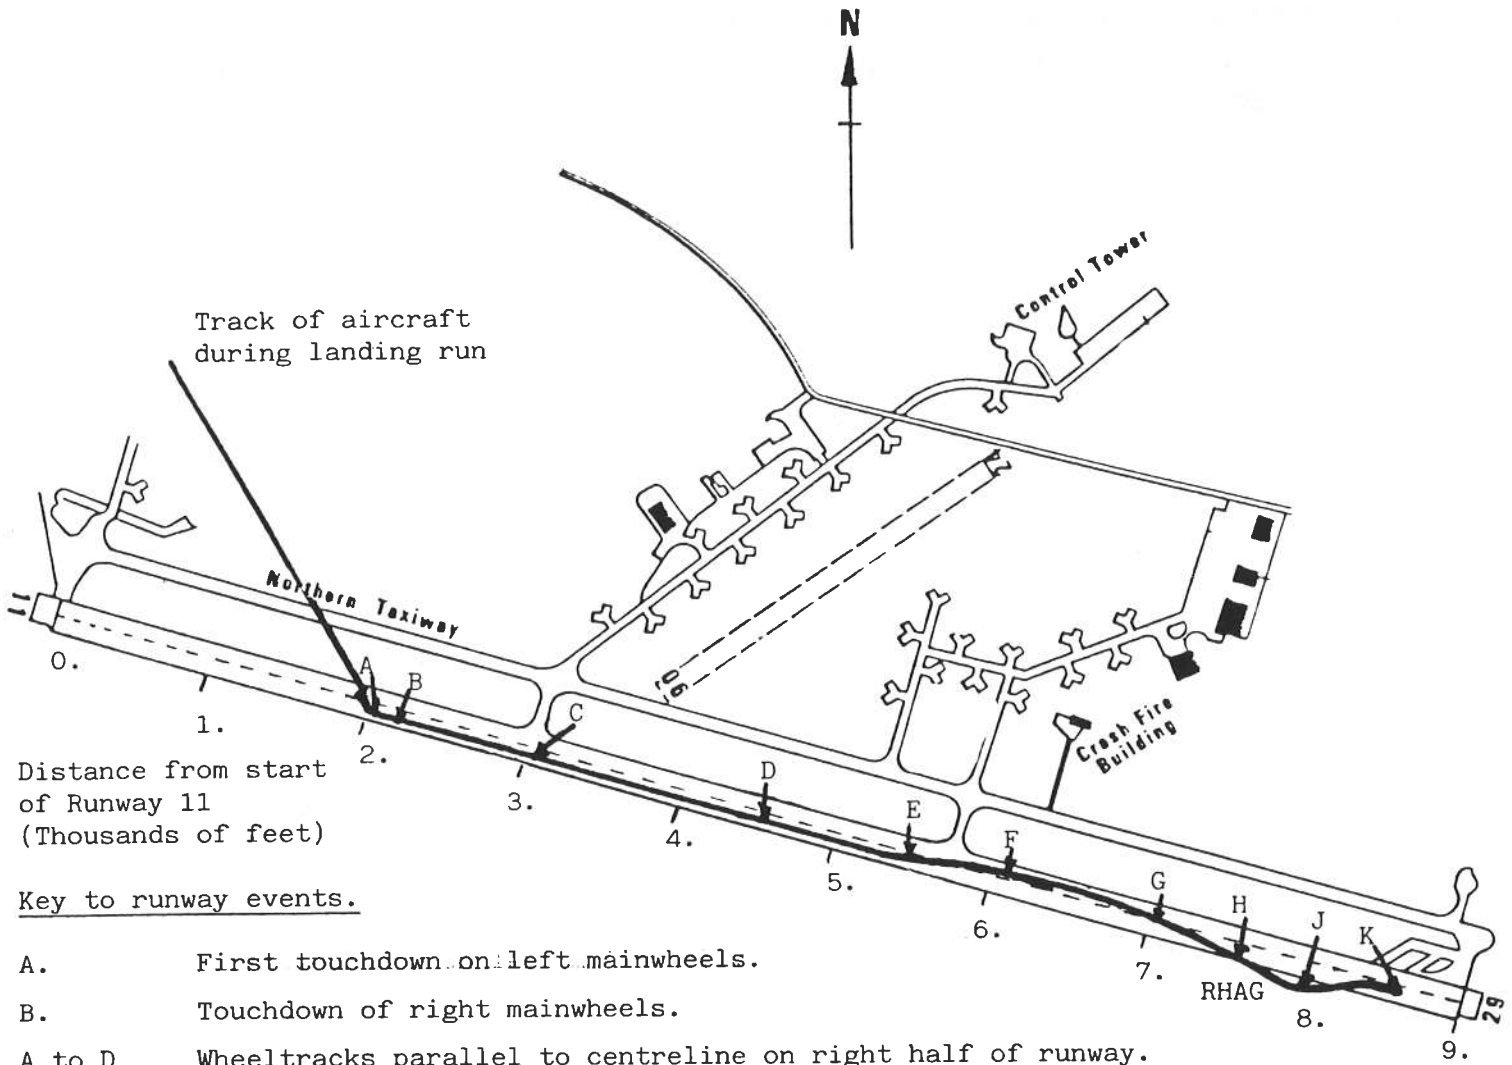 N
Control Tower
Track of aircraft
during landing run
Northern Taxiway
11
0.
A
B
C
06
D
E
F
G
H
J
K
Crash Fire
Building
1.
2.
3.
4.
5.
6.
7.
RHAG
8.
9.
29
Distance from start
of Runway 11
(Thousands of feet)
Key to runway events.
A. First touchdown on left mainwheels.
B. Touchdown of right mainwheels.
A to D Wheeltracks parallel to centreline on right half of runway.